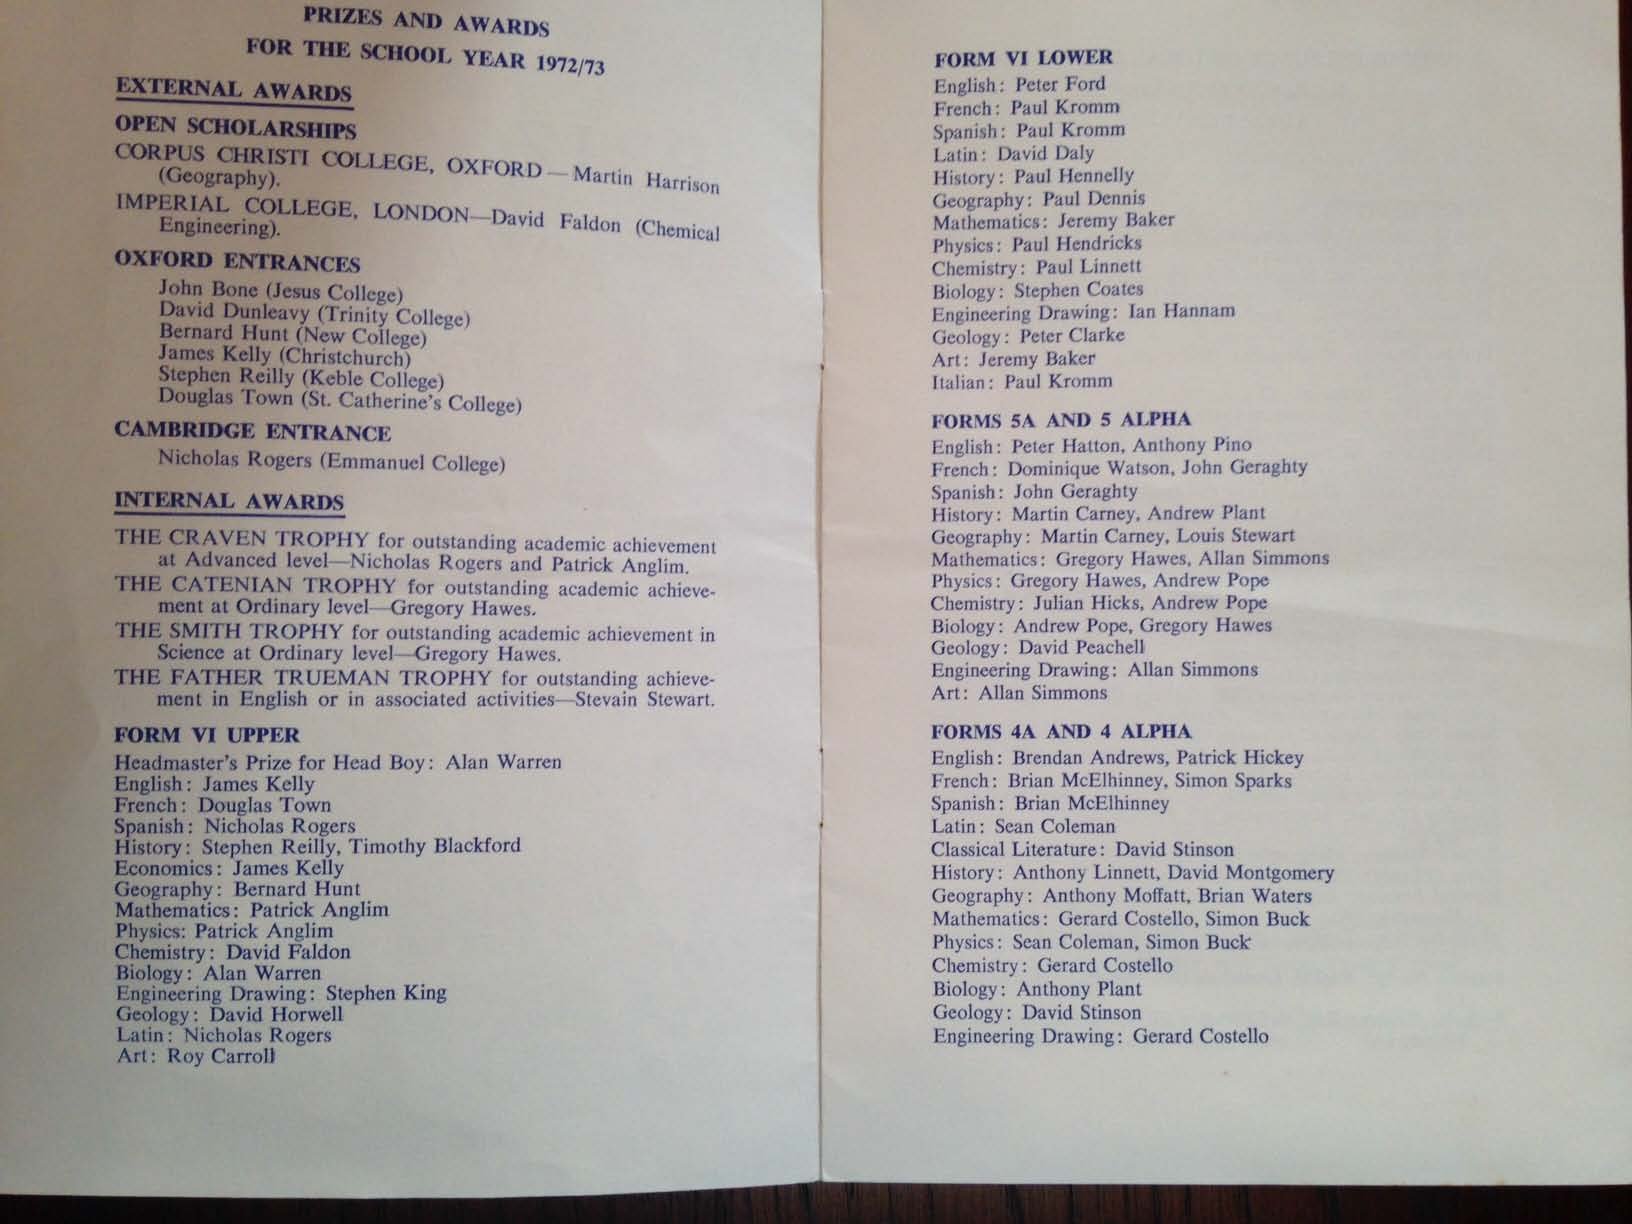 PRIZES AND AWARDS
FOR THE SCHOOL YEAR 1972/73
EXTERNAL AWARDS
OPEN SCHOLARSHIPS
CORPUS CHRISTI COLLEGE, OXFORD — Martin Harrison
(Geography).
IMPERIAL COLLEGE, LONDON—David Faldon (Chemical
Engineering).
OXFORD ENTRANCES
John Bone (Jesus College)
David Dunleavy (Trinity College)
Bernard Hunt (New College)
James Kelly (Christchurch)
Stephen Reilly (Keble College)
Douglas Town (St. Catherine's College)
CAMBRIDGE ENTRANCE
Nicholas Rogers (Emmanuel College)
INTERNAL AWARDS
THE CRAVEN TROPHY for outstanding academic achievement
at Advanced level—Nicholas Rogers and Patrick Anglim.
THE CATENIAN TROPHY for outstanding academic achieve-
ment at Ordinary level—Gregory Hawes.
THE SMITH TROPHY for outstanding academic achievement in
Science at Ordinary level—Gregory Hawes.
THE FATHER TRUEMAN TROPHY for outstanding achieve-
ment in English or in associated activities—Stevain Stewart.
FORM VI UPPER
Headmaster's Prize for Head Boy: Alan Warren
English: James Kelly
French: Douglas Town
Spanish: Nicholas Rogers
History: Stephen Reilly, Timothy Blackford
Economics: James Kelly
Geography: Bernard Hunt
Mathematics: Patrick Anglim
Physics: Patrick Anglim
Chemistry: David Faldon
Biology: Alan Warren
Engineering Drawing: Stephen King
Geology: David Horwell
Latin: Nicholas Rogers
Art: Roy Carroll
FORM VI LOWER
English: Peter Ford
French: Paul Kromm
Spanish: Paul Kromm
Latin: David Daly
History: Paul Hennelly
Geography: Paul Dennis
Mathematics: Jeremy Baker
Physics: Paul Hendricks
Chemistry: Paul Linnett
Biology: Stephen Coates
Engineering Drawing: Ian Hannam
Geology: Peter Clarke
Art: Jeremy Baker
Italian: Paul Kromm
FORMS 5A AND 5 ALPHA
English: Peter Hatton, Anthony Pino
French: Dominique Watson, John Geraghty
Spanish: John Geraghty
History: Martin Carney, Andrew Plant
Geography: Martin Carney, Louis Stewart
Mathematics: Gregory Hawes, Allan Simmons
Physics: Gregory Hawes, Andrew Pope
Chemistry: Julian Hicks, Andrew Pope
Biology: Andrew Pope, Gregory Hawes
Geology: David Peachell
Engineering Drawing: Allan Simmons
Art: Allan Simmons
FORMS 4A AND 4 ALPHA
English: Brendan Andrews, Patrick Hickey
French: Brian McElhinney, Simon Sparks
Spanish: Brian McElhinney
Latin: Sean Coleman
Classical Literature: David Stinson
History: Anthony Linnett, David Montgomery
Geography: Anthony Moffatt, Brian Waters
Mathematics: Gerard Costello, Simon Buck
Physics: Sean Coleman, Simon Buck
Chemistry: Gerard Costello
Biology: Anthony Plant
Geology: David Stinson
Engineering Drawing: Gerard Costello